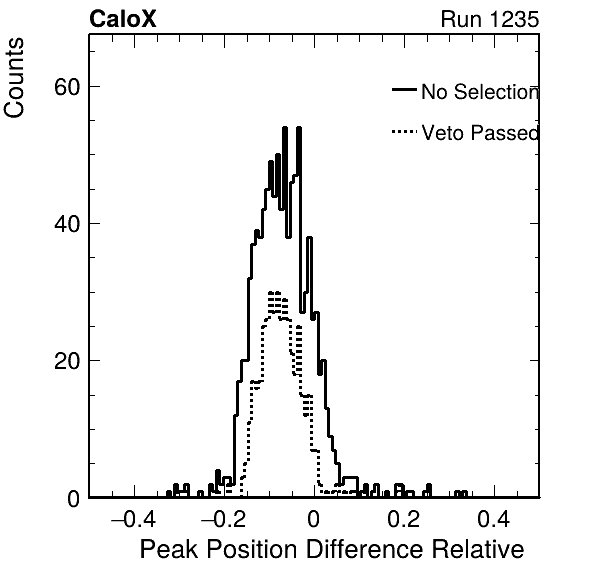 CaloX
Run 1235
Counts
60
40
20
0
No Selection
Veto Passed
−0.4 −0.2 0 0.2 0.4
Peak Position Difference Relative